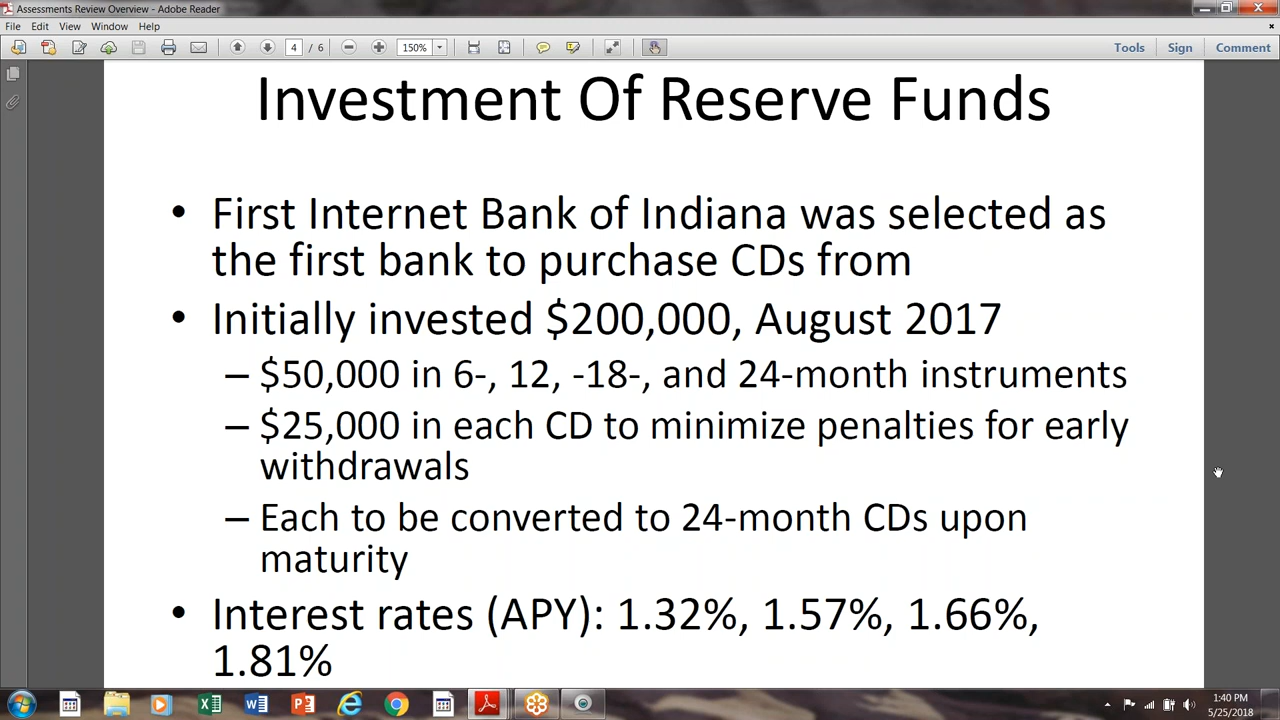 Assessments Review Overview - Adobe Reader
File Edit View Window Help
4 / 6 150% Tools Sign Comment
Investment Of Reserve Funds
• First Internet Bank of Indiana was selected as
the first bank to purchase CDs from
• Initially invested $200,000, August 2017
– $50,000 in 6-, 12, -18-, and 24-month instruments
– $25,000 in each CD to minimize penalties for early
withdrawals
– Each to be converted to 24-month CDs upon
maturity
• Interest rates (APY): 1.32%, 1.57%, 1.66%,
1.81%
1:40 PM
5/25/2018